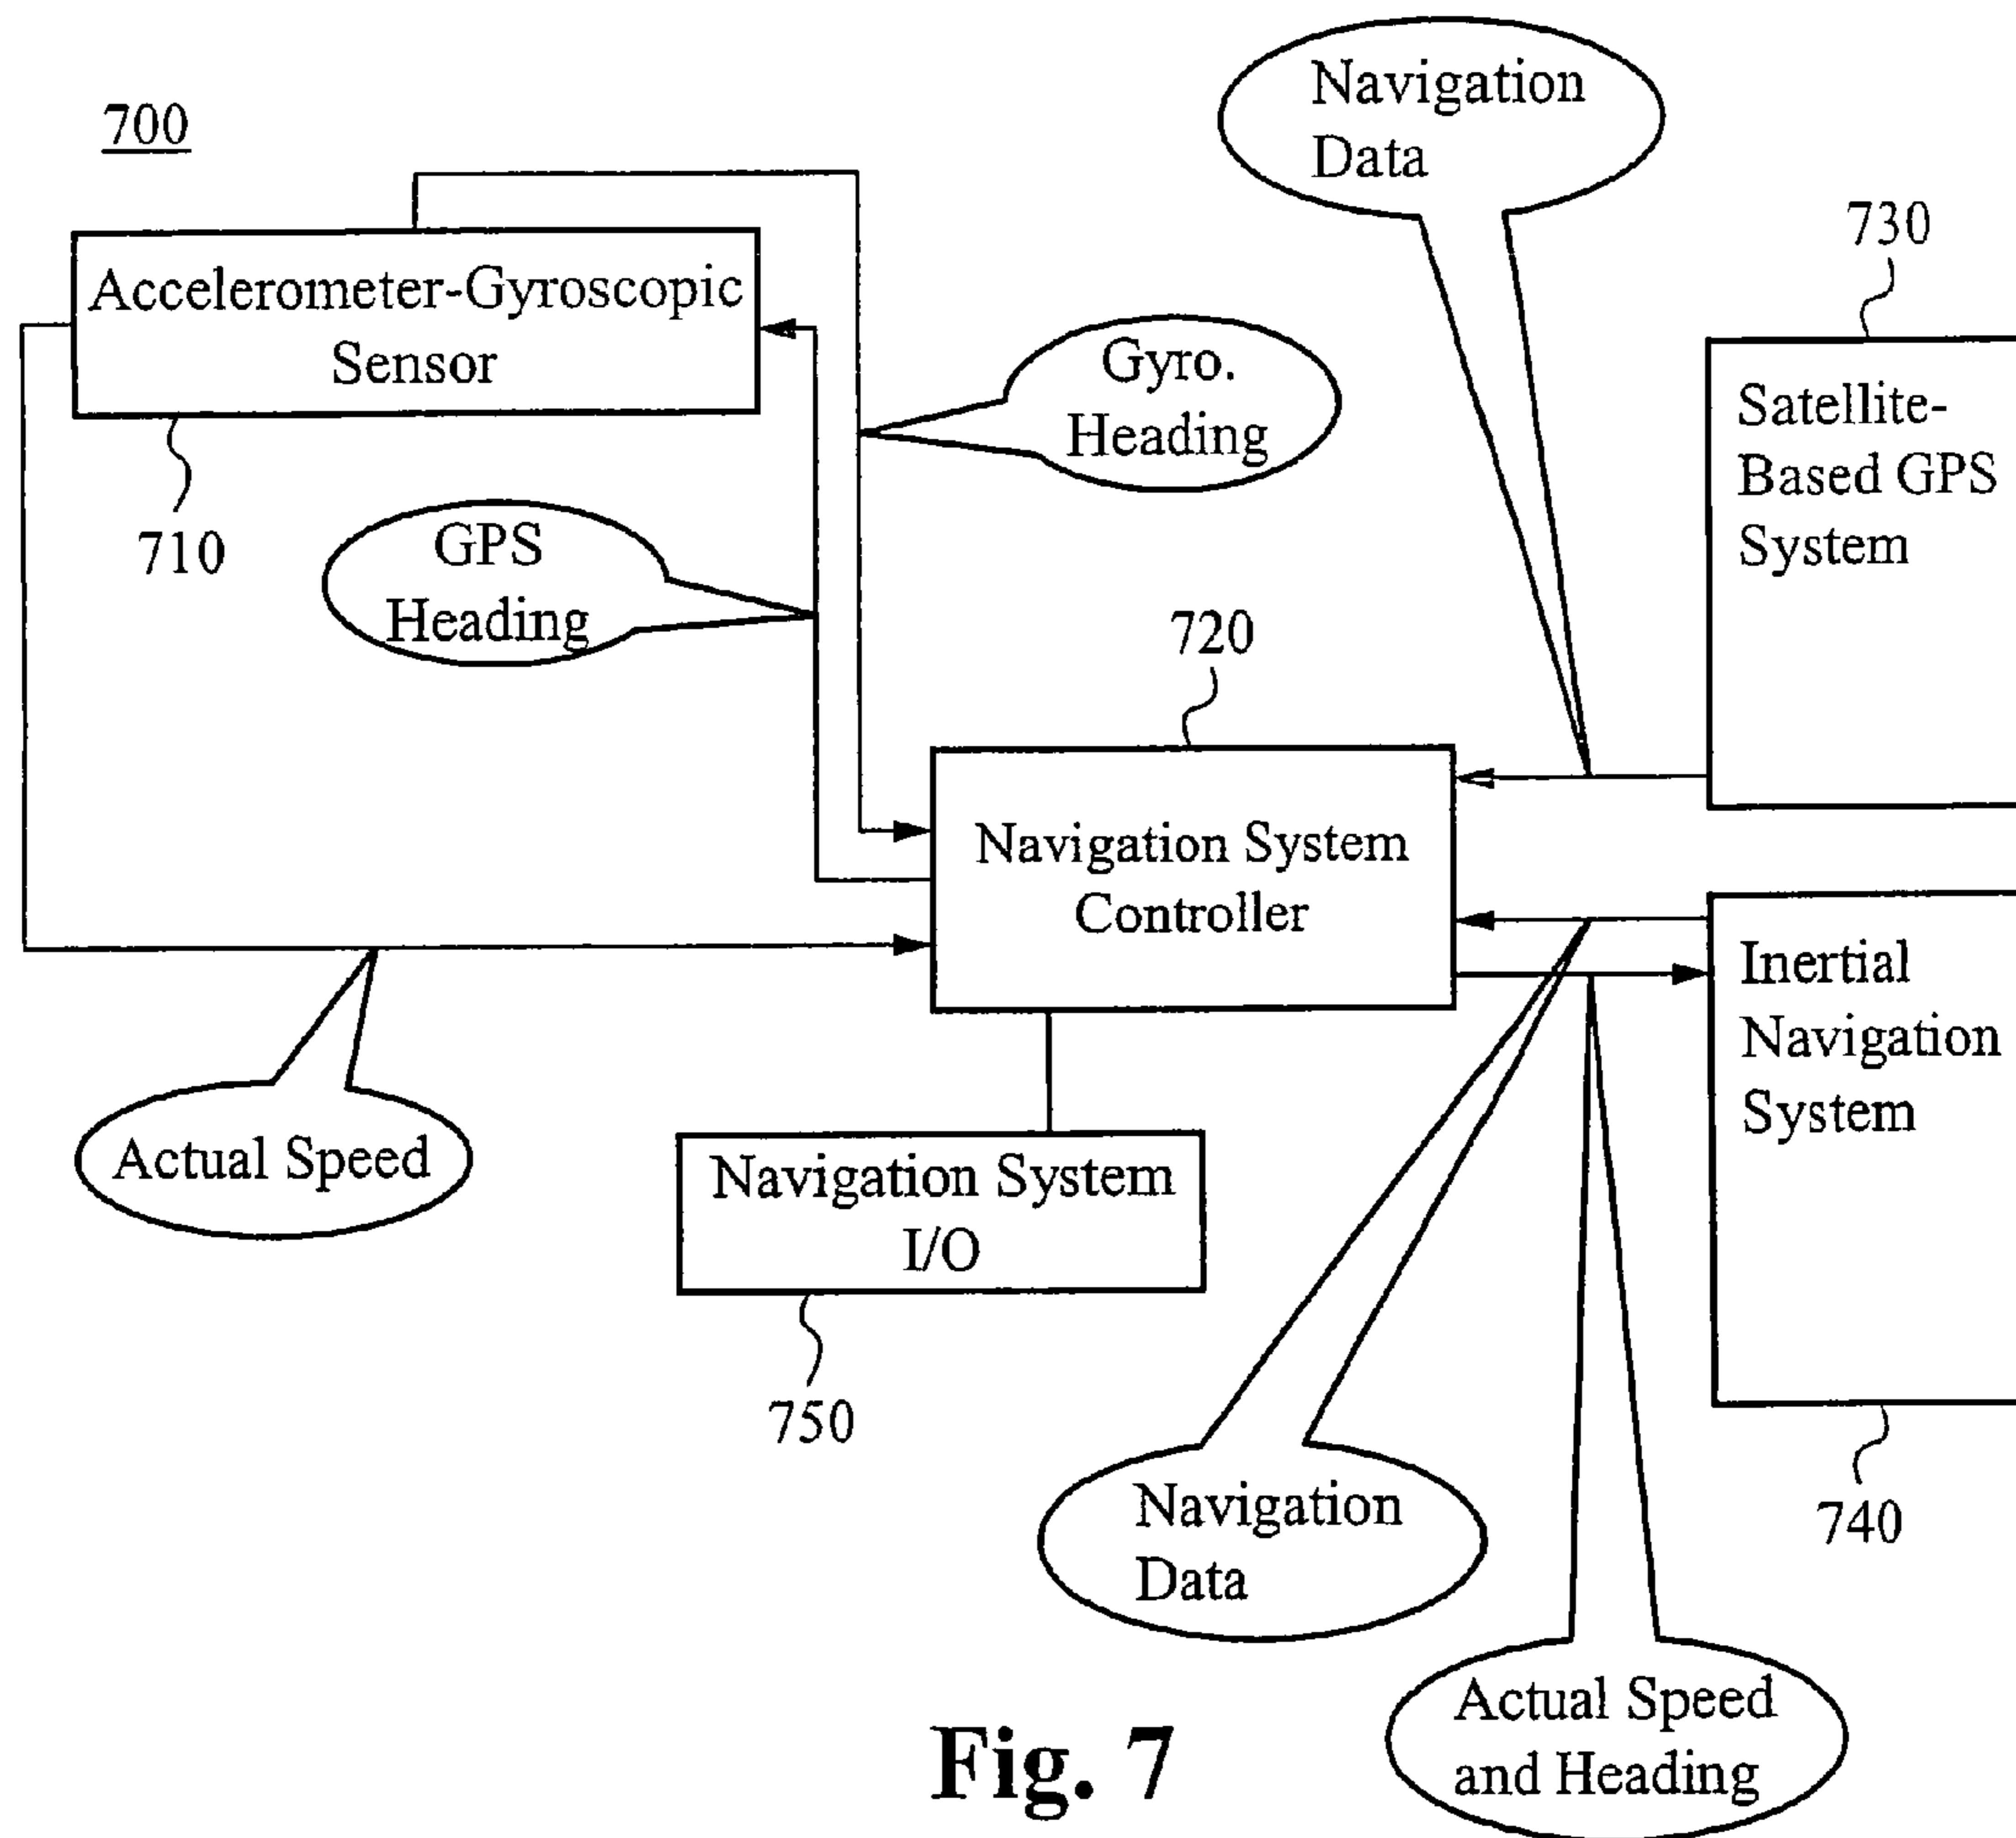 700
Navigation
Data
730
Accelerometer-Gyroscopic
Sensor
710
Gyro.
Heading
GPS
Heading
Satellite-
Based GPS
System
720
Navigation System
Controller
Inertial
Navigation
System
Actual Speed
Navigation System
I/O
750
Navigation
Data
740
Actual Speed
and Heading
Fig. 7